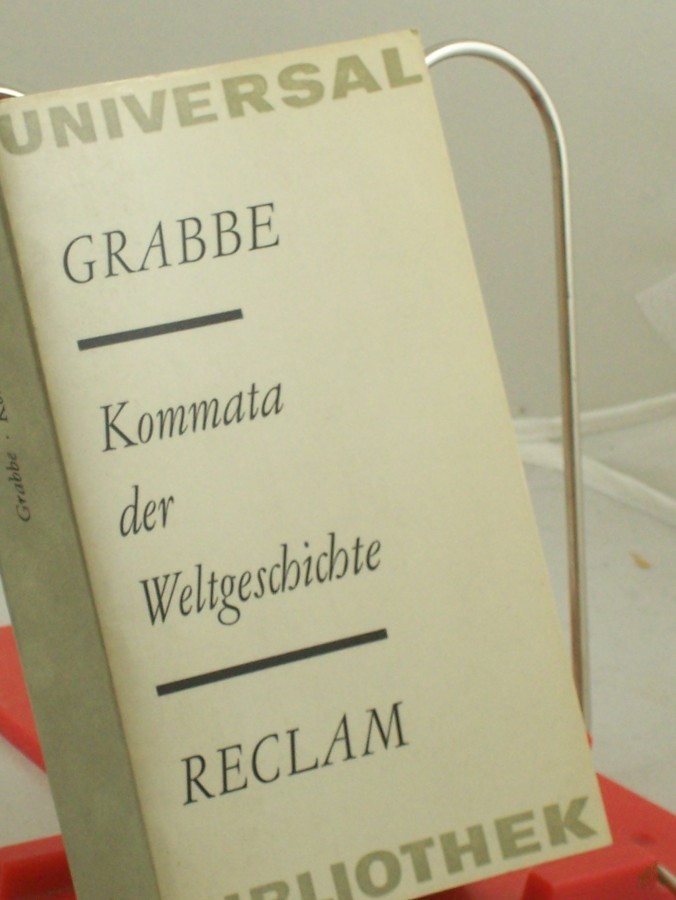 UNIVERSAL
GRABBE
Kommata
der
Weltgeschichte
RECLAM
BIBLIOTHEK
Grabbe ·